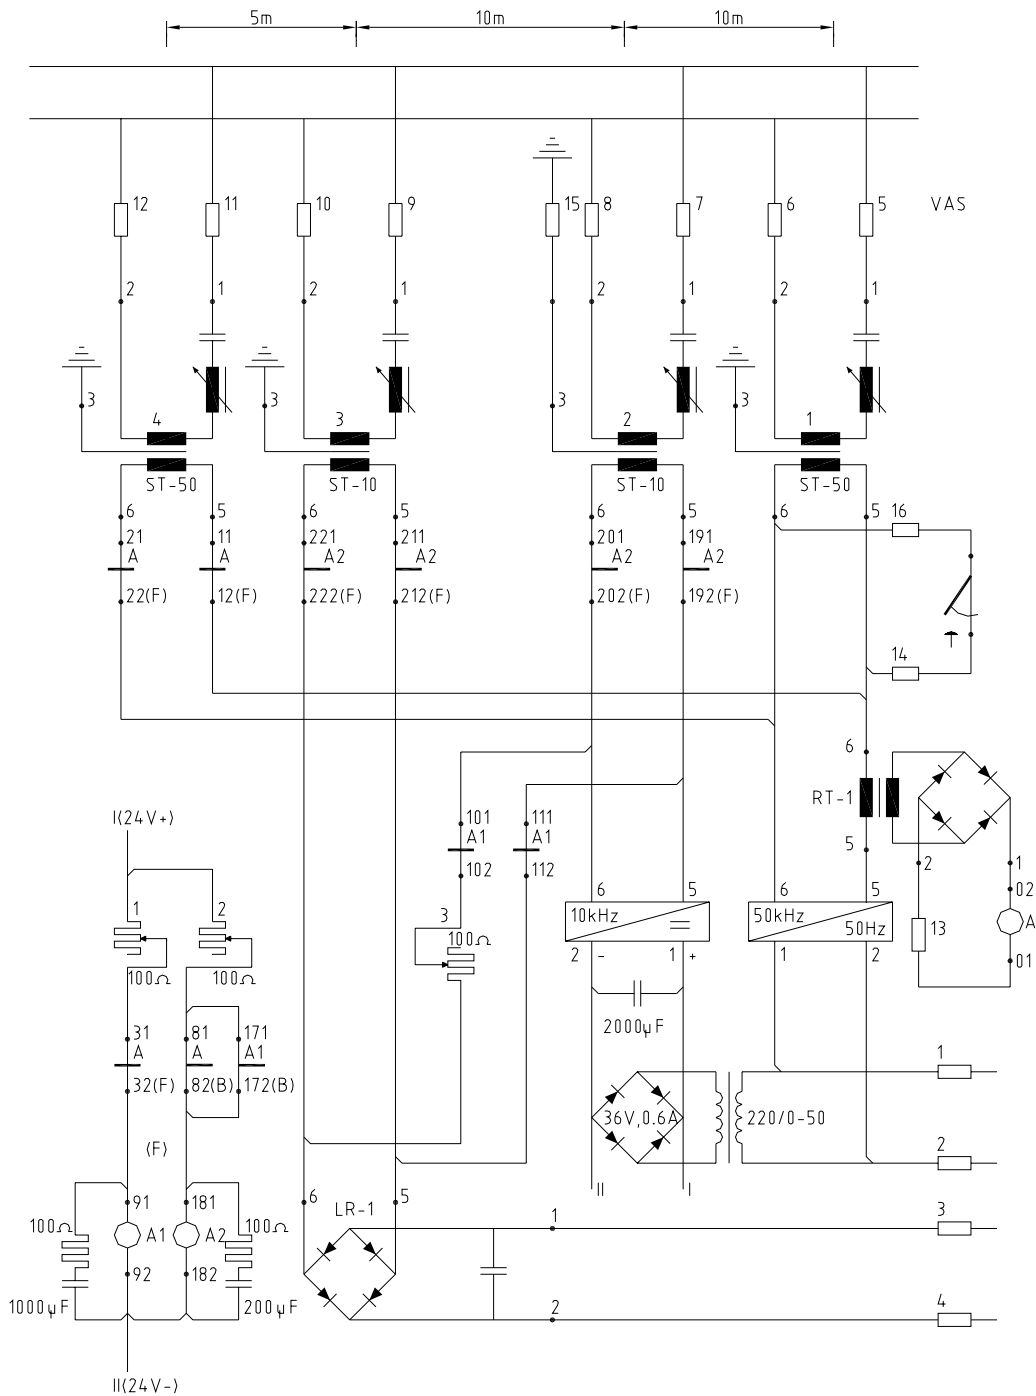 5m 10m 10m
12 11 10 9 15 8 7 6 5 VAS
2 1 2 1 2 1 2 1
3 3 3 3
4 3 2 1
ST-50 ST-10 ST-10 ST-50
6 5 6 5 6 5 6 5 16
21 11 221 211 201 191
A A A2 A2 A2 A2
22(F) 12(F) 222(F) 212(F) 202(F) 192(F)
14
6
RT-1
I(24V+)
101 111
A1 A1
5
102 112
2 1
02
1 2 3
6 5 6 5
100Ω
10kHz = 50kHz 50Hz
13 A
2 - 1 + 1 2
01
100Ω 100Ω
2000µF
31 81 171
A A A1
32(F) 82(B) 172(B)
1
36V,0.6A 220/0-50
(F)
2
II I
91 181
6 LR-1 5
1 3
100Ω A1 A2 100Ω
92 182
1000µF 200µF
2 4
II(24V-)